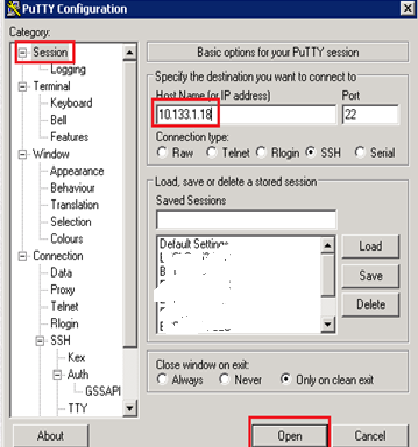 PuTTY Configuration
Category:
Session
Logging
Terminal
Keyboard
Bell
Features
Window
Appearance
Behaviour
Translation
Selection
Colours
Connection
Data
Proxy
Telnet
Rlogin
SSH
Kex
Auth
GSSAPI
TTY
Basic options for your PuTTY session
Specify the destination you want to connect to
Host Name (or IP address) Port
10.133.1.18 22
Connection type:
Raw Telnet Rlogin SSH Serial
Load, save or delete a stored session
Saved Sessions
Default Settings
Load
Save
Delete
Close window on exit:
Always Never Only on clean exit
About Open Cancel